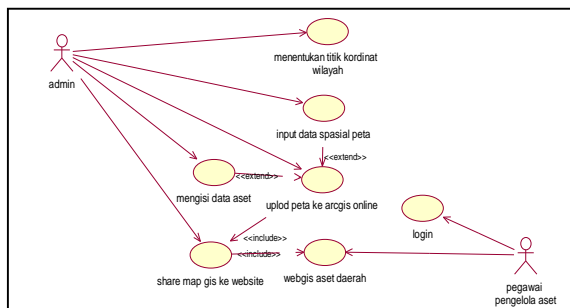 menentukan titik kordinat
wilayah
admin
input data spasial peta
<<extend>>
<<extend>>
mengisi data aset
uplod peta ke arcgis online
login
<<include>>
<<include>>
share map gis ke website
webgis aset daerah
pegawai
pengelola aset